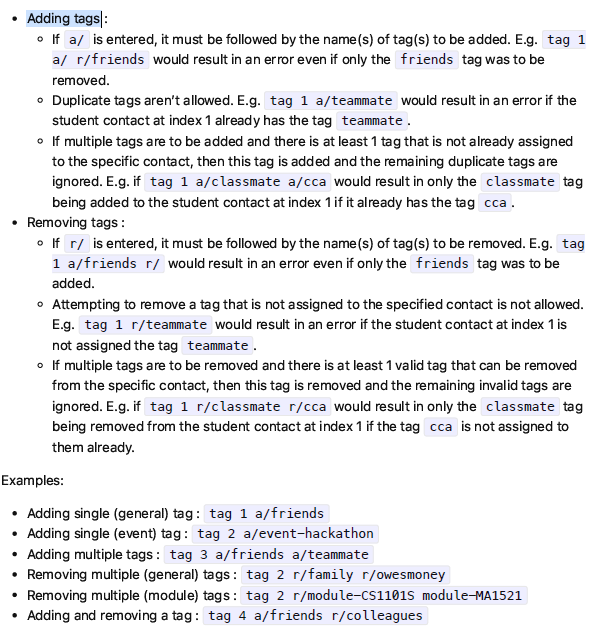 • Adding tags :
◦ If a/ is entered, it must be followed by the name(s) of tag(s) to be added. E.g. tag 1
a/ r/friends would result in an error even if only the friends tag was to be
removed.
◦ Duplicate tags aren’t allowed. E.g. tag 1 a/teammate would result in an error if the
student contact at index 1 already has the tag teammate .
◦ If multiple tags are to be added and there is at least 1 tag that is not already assigned
to the specific contact, then this tag is added and the remaining duplicate tags are
ignored. E.g. if tag 1 a/classmate a/cca would result in only the classmate tag
being added to the student contact at index 1 if it already has the tag cca .
• Removing tags :
◦ If r/ is entered, it must be followed by the name(s) of tag(s) to be removed. E.g. tag
1 a/friends r/ would result in an error even if only the friends tag was to be
added.
◦ Attempting to remove a tag that is not assigned to the specified contact is not allowed.
E.g. tag 1 r/teammate would result in an error if the student contact at index 1 is
not assigned the tag teammate .
◦ If multiple tags are to be removed and there is at least 1 valid tag that can be removed
from the specific contact, then this tag is removed and the remaining invalid tags are
ignored. E.g. if tag 1 r/classmate r/cca would result in only the classmate tag
being removed from the student contact at index 1 if the tag cca is not assigned to
them already.
Examples:
• Adding single (general) tag : tag 1 a/friends
• Adding single (event) tag : tag 2 a/event-hackathon
• Adding multiple tags : tag 3 a/friends a/teammate
• Removing multiple (general) tags : tag 2 r/family r/owesmoney
• Removing multiple (module) tags : tag 2 r/module-CS1101S module-MA1521
• Adding and removing a tag : tag 4 a/friends r/colleagues